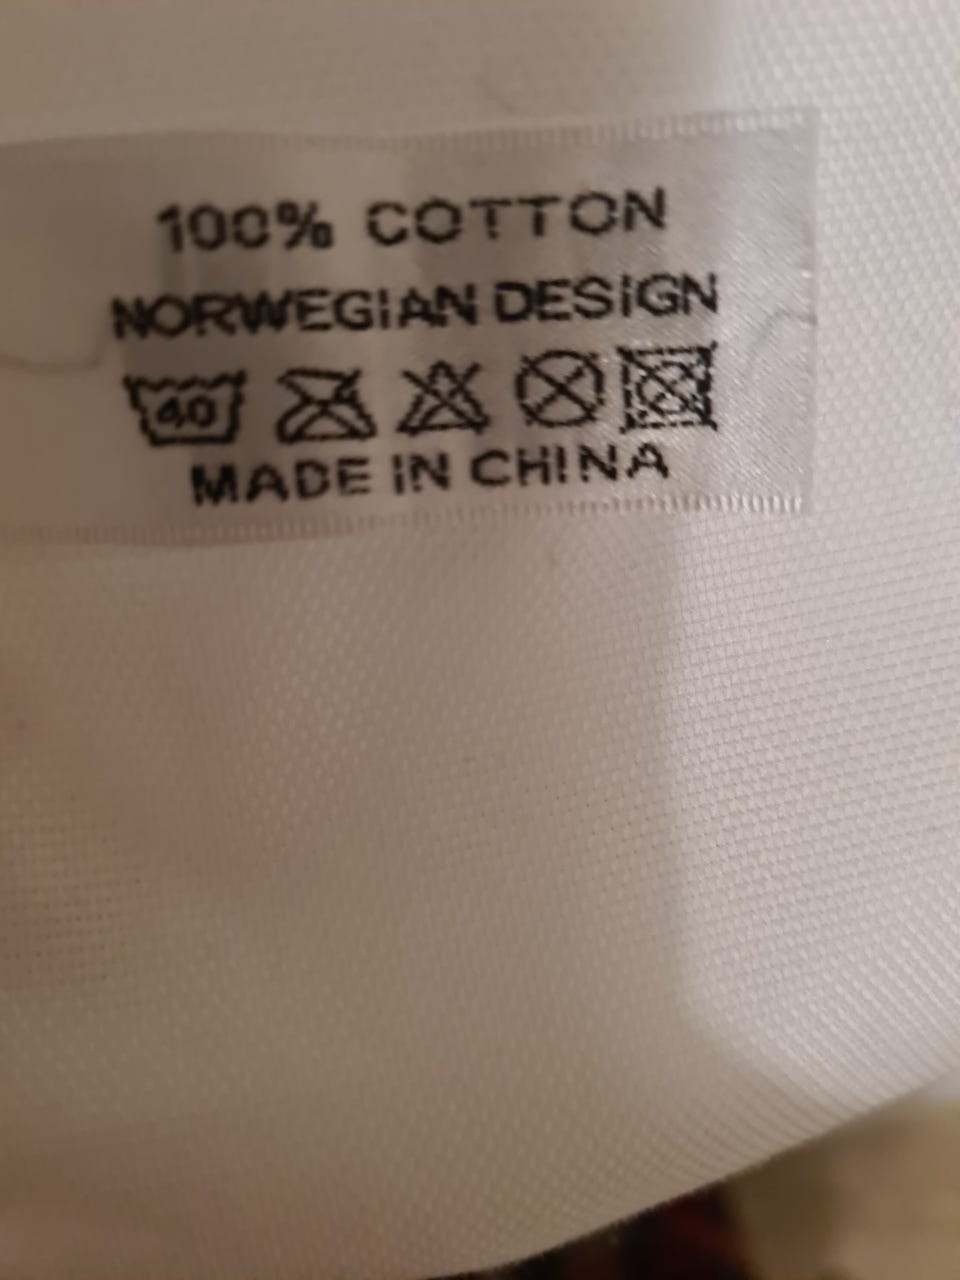 100% COTTON
NORWEGIAN DESIGN
40
MADE IN CHINA